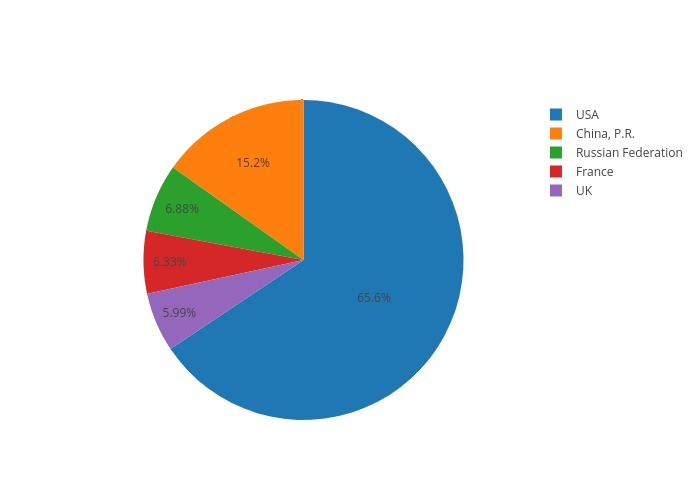 15.2%
6.88%
6.33%
5.99%
65.6%
USA
China, P.R.
Russian Federation
France
UK